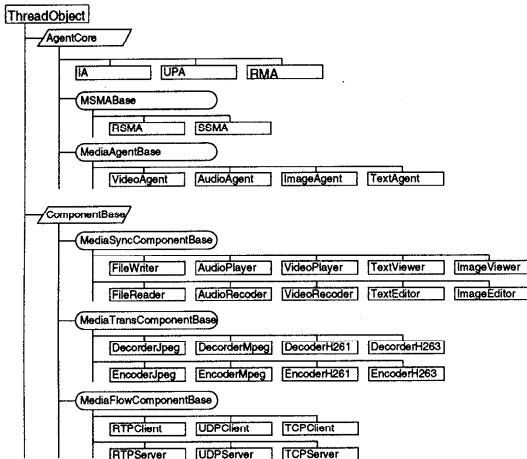 ThreadObject
AgentCore
IA UPA RMA
MSMABase
RSMA SSMA
MediaAgentBase
VideoAgent AudioAgent ImageAgent TextAgent
ComponentBase
MediaSyncComponentBase
FileWriter AudioPlayer VideoPlayer TextViewer ImageViewer
FileReader AudioRecoder VideoRecoder TextEditor ImageEditor
MediaTransComponentBase
DecorderJpeg DecorderMpeg DecoderH261 DecorderH263
EncoderJpeg EncoderMpeg EncoderH261 EncoderH263
MediaFlowComponentBase
RTPClient UDPClient TCPClient
RTPServer UDPServer TCPServer